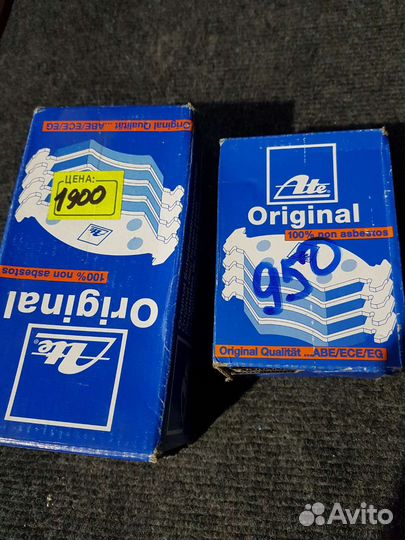 Original Qualität ...ABE/ECE/EG
ЦЕНА:
1900
100% non asbestos
Original
Ate
Ate
Original
100% non asbestos
950
Original Qualität ...ABE/ECE/EG
Avito